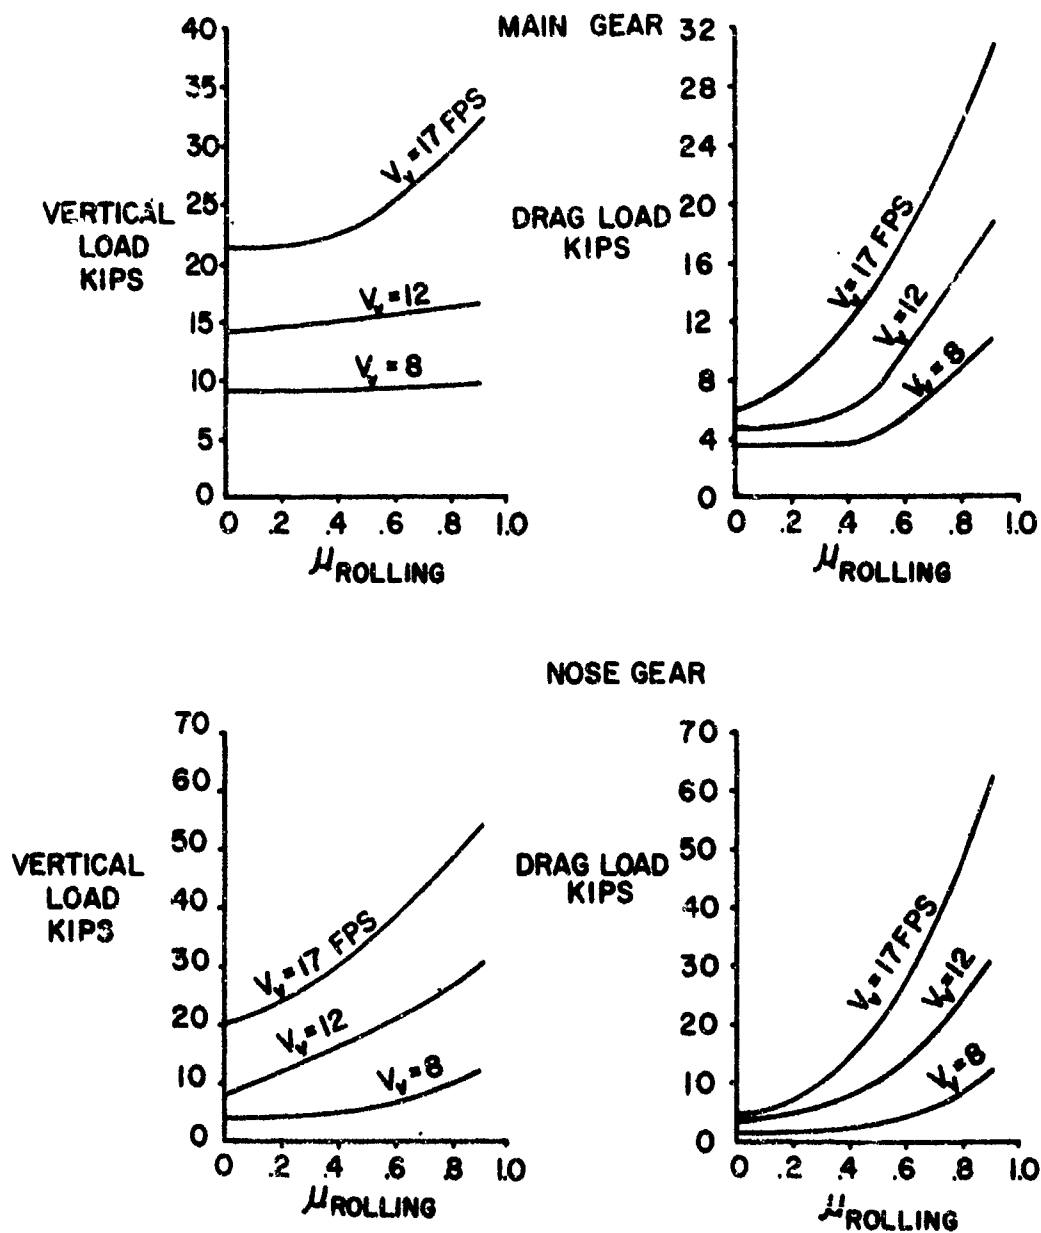 MAIN GEAR
40
35
30
25
20
15
10
5
0
VERTICAL
LOAD
KIPS
Vv=17 FPS
Vv=12
Vv=8
0 .2 .4 .6 .8 1.0
μROLLING
32
28
24
20
16
12
8
4
0
DRAG LOAD
KIPS
Vv=17 FPS
Vv=12
Vv=8
0 .2 .4 .6 .8 1.0
μROLLING
NOSE GEAR
70
60
50
40
30
20
10
0
VERTICAL
LOAD
KIPS
Vv=17 FPS
Vv=12
Vv=8
0 .2 .4 .6 .8 1.0
μROLLING
70
60
50
40
30
20
10
0
DRAG LOAD
KIPS
Vv=17FPS
Vv=12
Vv=8
0 .2 .4 .6 .8 1.0
μROLLING